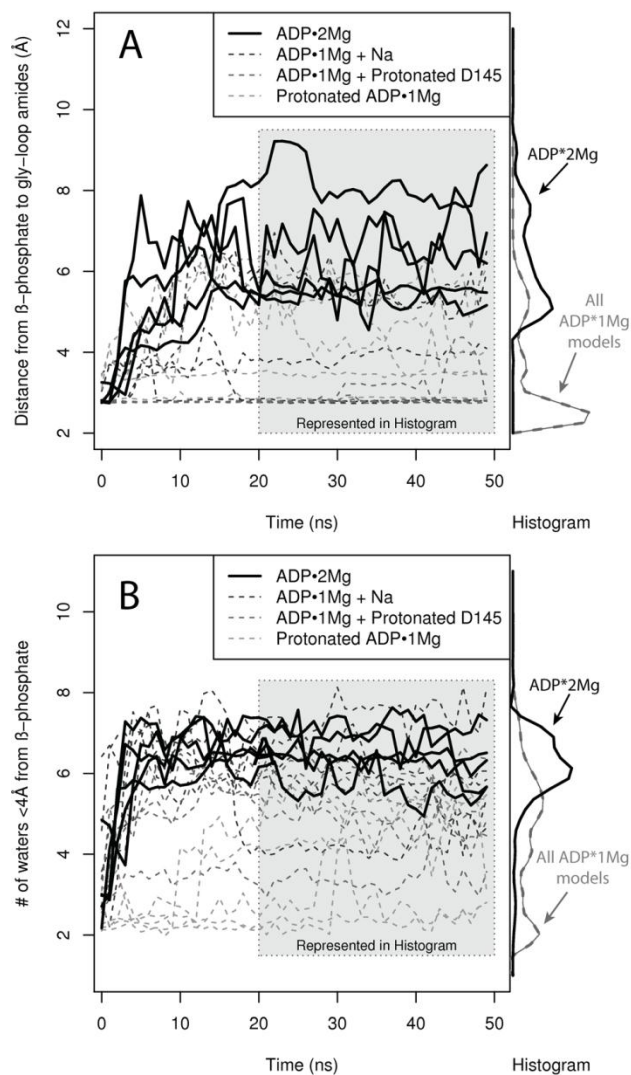 A
ADP•2Mg
ADP•1Mg + Na
ADP•1Mg + Protonated D145
Protonated ADP•1Mg
Distance from ß−phosphate to gly−loop amides (Å)
12
10
8
6
4
2
ADP*2Mg
All
ADP*1Mg
models
Represented in Histogram
0
10
20
30
40
50
Time (ns)
Histogram
B
ADP•2Mg
ADP•1Mg + Na
ADP•1Mg + Protonated D145
Protonated ADP•1Mg
# of waters <4Å from ß−phosphate
10
8
6
4
2
ADP*2Mg
All ADP*1Mg
models
Represented in Histogram
0
10
20
30
40
50
Time (ns)
Histogram